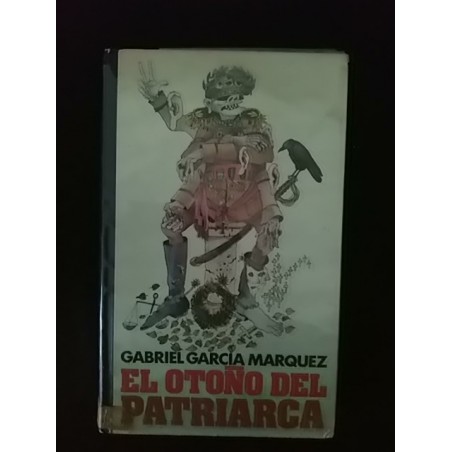 GABRIEL GARCIA MARQUEZ
EL OTOÑO DEL
PATRIARCA